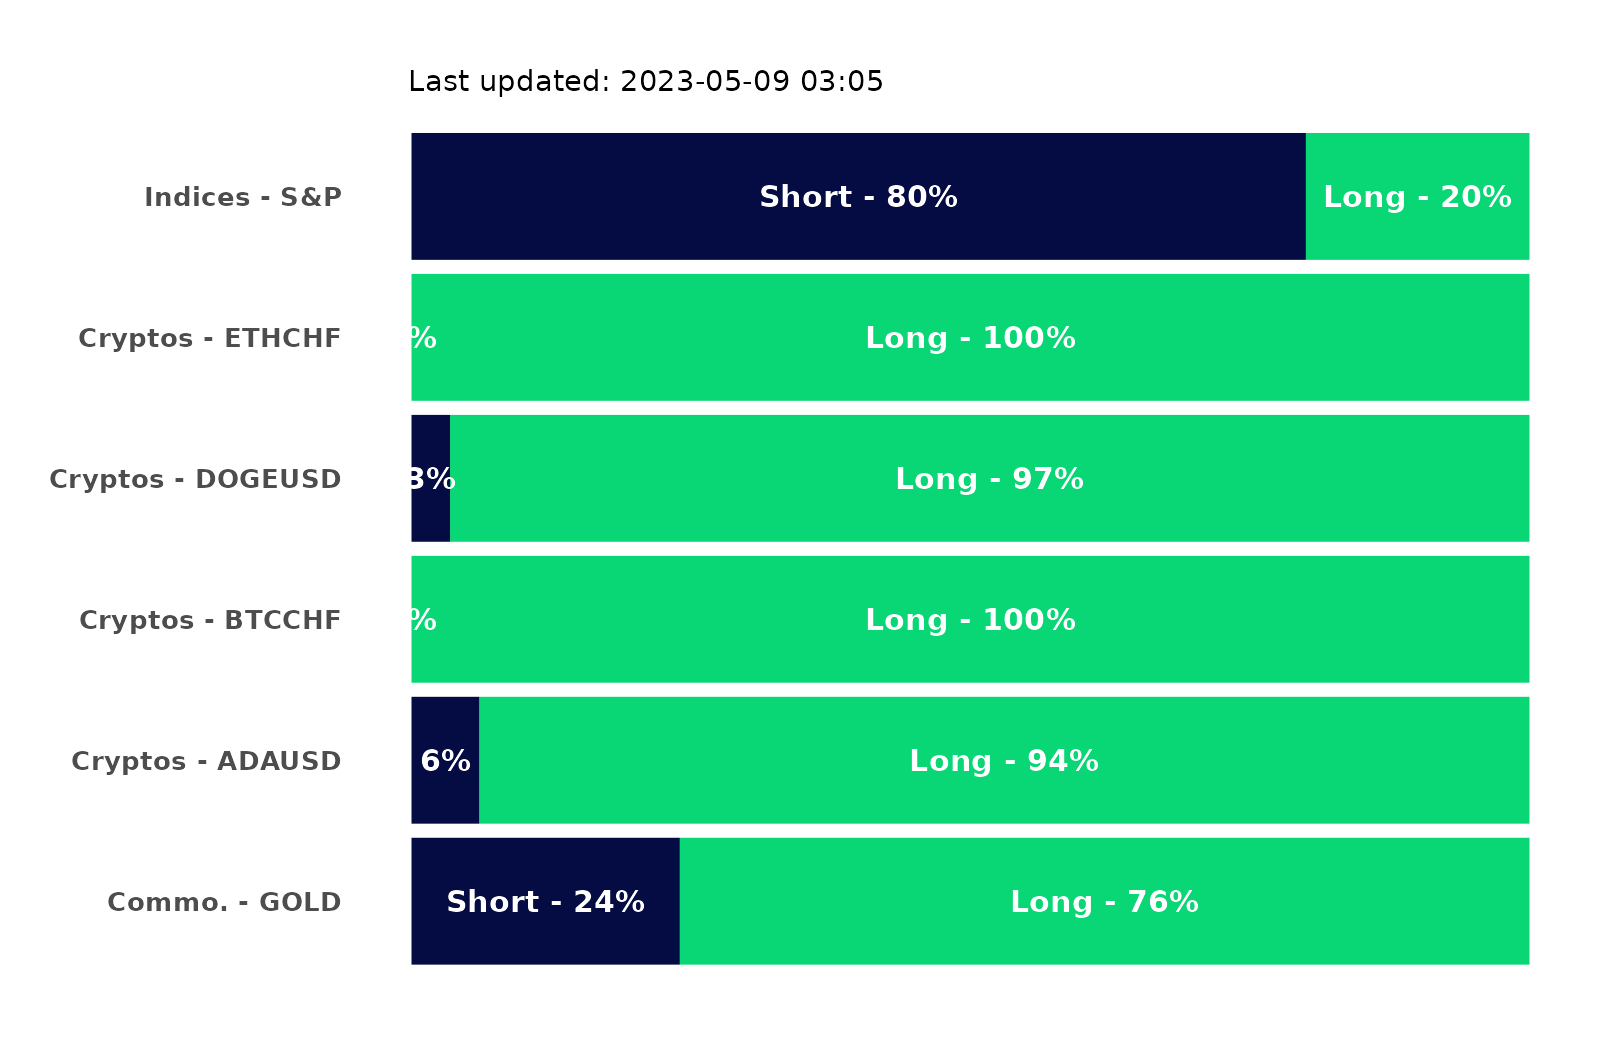 Last updated: 2023-05-09 03:05
Indices - S&P Short - 80% Long - 20%
Cryptos - ETHCHF % Long - 100%
Cryptos - DOGEUSD 3% Long - 97%
Cryptos - BTCCHF % Long - 100%
Cryptos - ADAUSD 6% Long - 94%
Commo. - GOLD Short - 24% Long - 76%